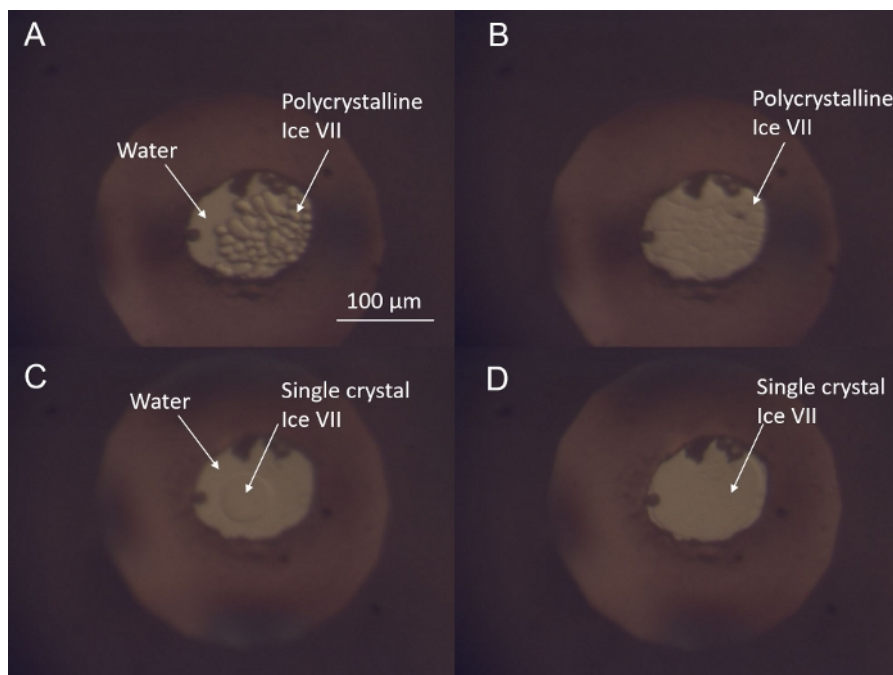 A
Polycrystalline
Ice VII
Water
100 μm
B
Polycrystalline
Ice VII
C
Single crystal
Ice VII
Water
D
Single crystal
Ice VII